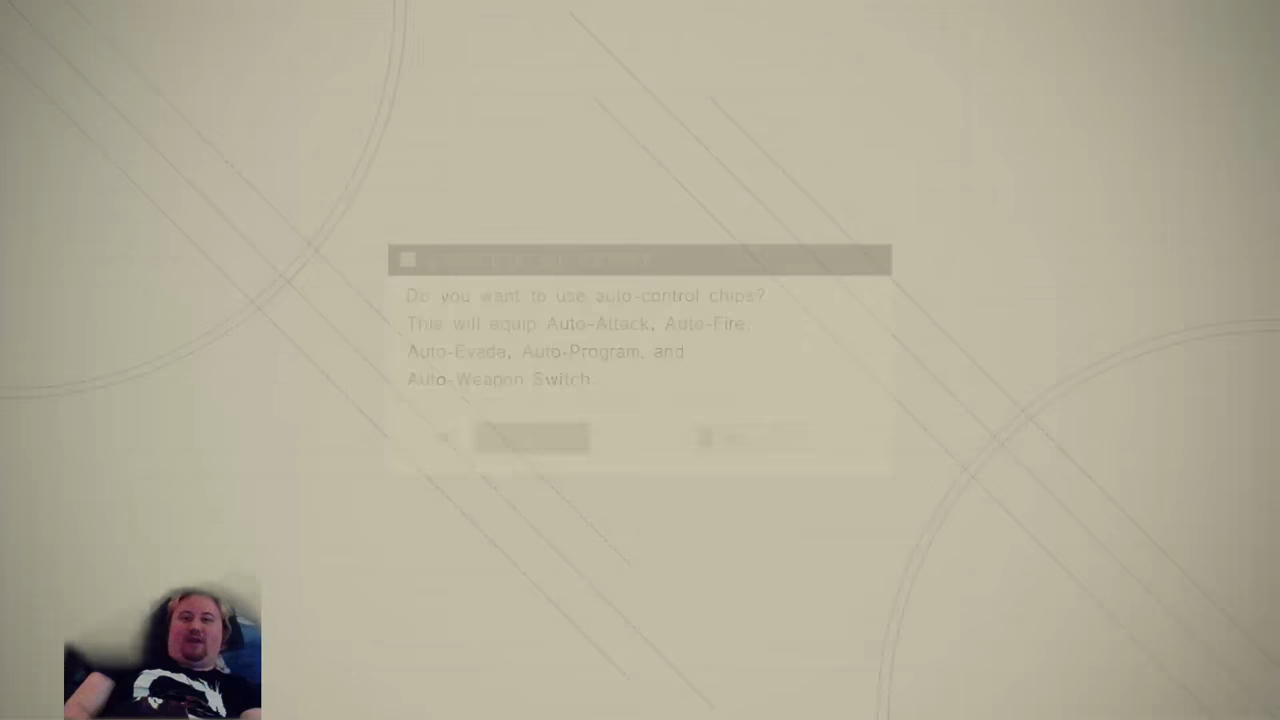 Do you want to use auto-control chips?
This will equip Auto-Attack, Auto-Fire,
Auto-Evade, Auto-Program, and
Auto-Weapon Switch.